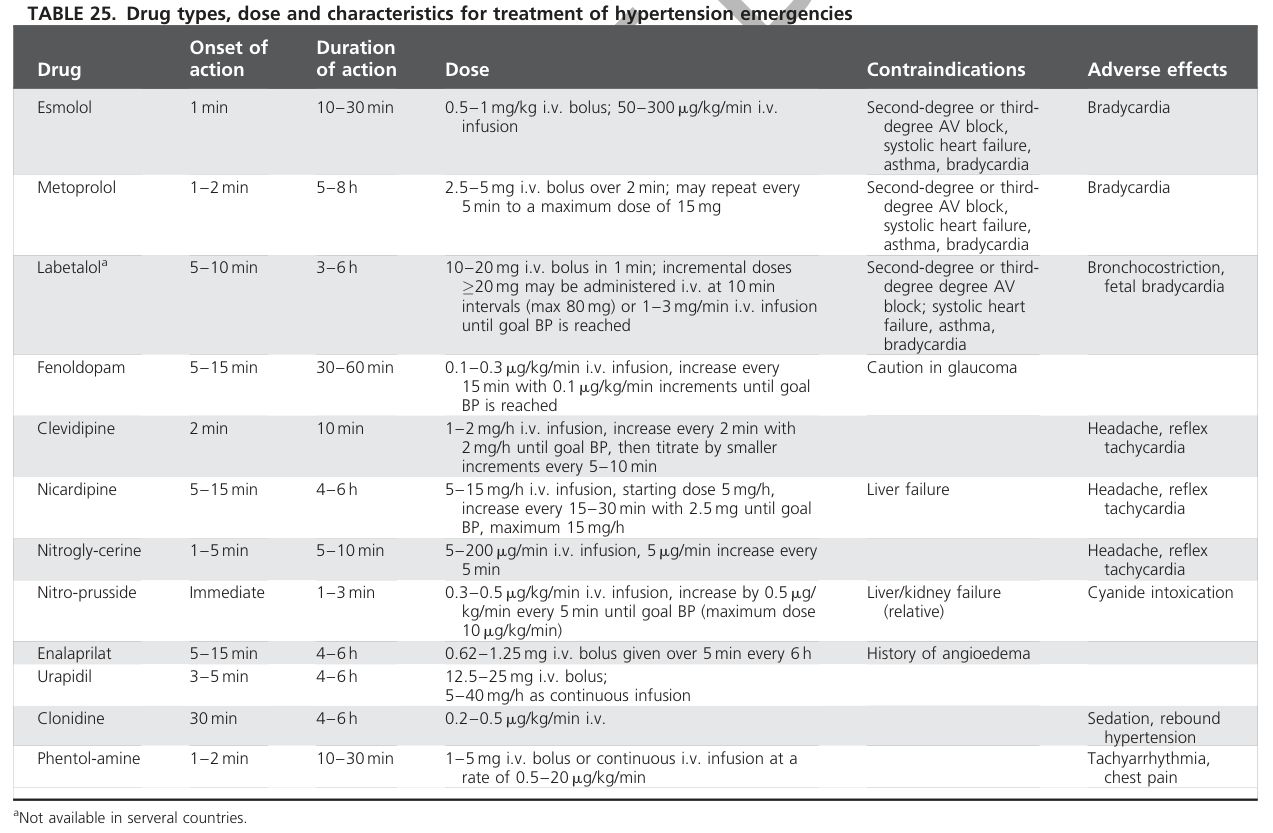 TABLE 25. Drug types, dose and characteristics for treatment of hypertension emergencies
Drug Onset of action Duration of action Dose Contraindications Adverse effects
Esmolol 1 min 10–30 min 0.5–1 mg/kg i.v. bolus; 50–300 μg/kg/min i.v. infusion Second-degree or third-degree AV block, systolic heart failure, asthma, bradycardia Bradycardia
Metoprolol 1–2 min 5–8 h 2.5–5 mg i.v. bolus over 2 min; may repeat every 5 min to a maximum dose of 15 mg Second-degree or third-degree AV block, systolic heart failure, asthma, bradycardia Bradycardia
Labetalolᵃ 5–10 min 3–6 h 10–20 mg i.v. bolus in 1 min; incremental doses ≥20 mg may be administered i.v. at 10 min intervals (max 80 mg) or 1–3 mg/min i.v. infusion until goal BP is reached Second-degree or third-degree degree AV block; systolic heart failure, asthma, bradycardia Bronchocostriction, fetal bradycardia
Fenoldopam 5–15 min 30–60 min 0.1–0.3 μg/kg/min i.v. infusion, increase every 15 min with 0.1 μg/kg/min increments until goal BP is reached Caution in glaucoma
Clevidipine 2 min 10 min 1–2 mg/h i.v. infusion, increase every 2 min with 2 mg/h until goal BP, then titrate by smaller increments every 5–10 min Headache, reflex tachycardia
Nicardipine 5–15 min 4–6 h 5–15 mg/h i.v. infusion, starting dose 5 mg/h, increase every 15–30 min with 2.5 mg until goal BP, maximum 15 mg/h Liver failure Headache, reflex tachycardia
Nitrogly-cerine 1–5 min 5–10 min 5–200 μg/min i.v. infusion, 5 μg/min increase every 5 min Headache, reflex tachycardia
Nitro-prusside Immediate 1–3 min 0.3–0.5 μg/kg/min i.v. infusion, increase by 0.5 μg/kg/min every 5 min until goal BP (maximum dose 10 μg/kg/min) Liver/kidney failure (relative) Cyanide intoxication
Enalaprilat 5–15 min 4–6 h 0.62–1.25 mg i.v. bolus given over 5 min every 6 h History of angioedema
Urapidil 3–5 min 4–6 h 12.5–25 mg i.v. bolus; 5–40 mg/h as continuous infusion
Clonidine 30 min 4–6 h 0.2–0.5 μg/kg/min i.v. Sedation, rebound hypertension
Phentol-amine 1–2 min 10–30 min 1–5 mg i.v. bolus or continuous i.v. infusion at a rate of 0.5–20 μg/kg/min Tachyarrhythmia, chest pain
ᵃNot available in serveral countries.